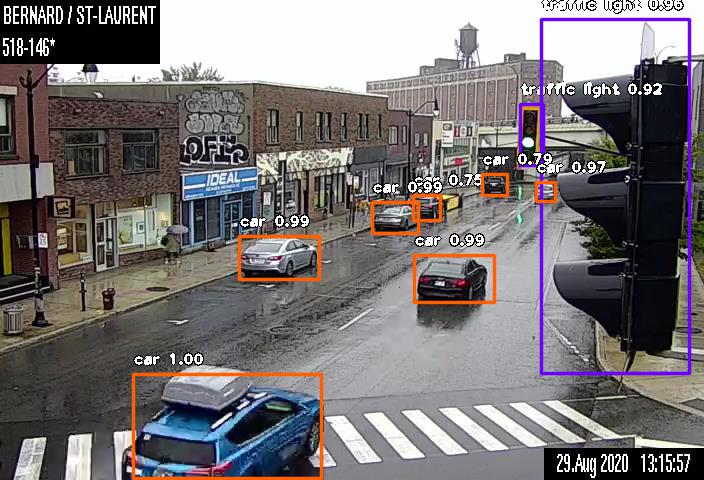 BERNARD / ST-LAURENT
518-146*
traffic light 0.96
traffic light 0.92
car 0.79
car 0.97
car 0.75
car 0.99
car 0.99
car 0.99
IDEAL
car 1.00
29.Aug 2020 13:15:57